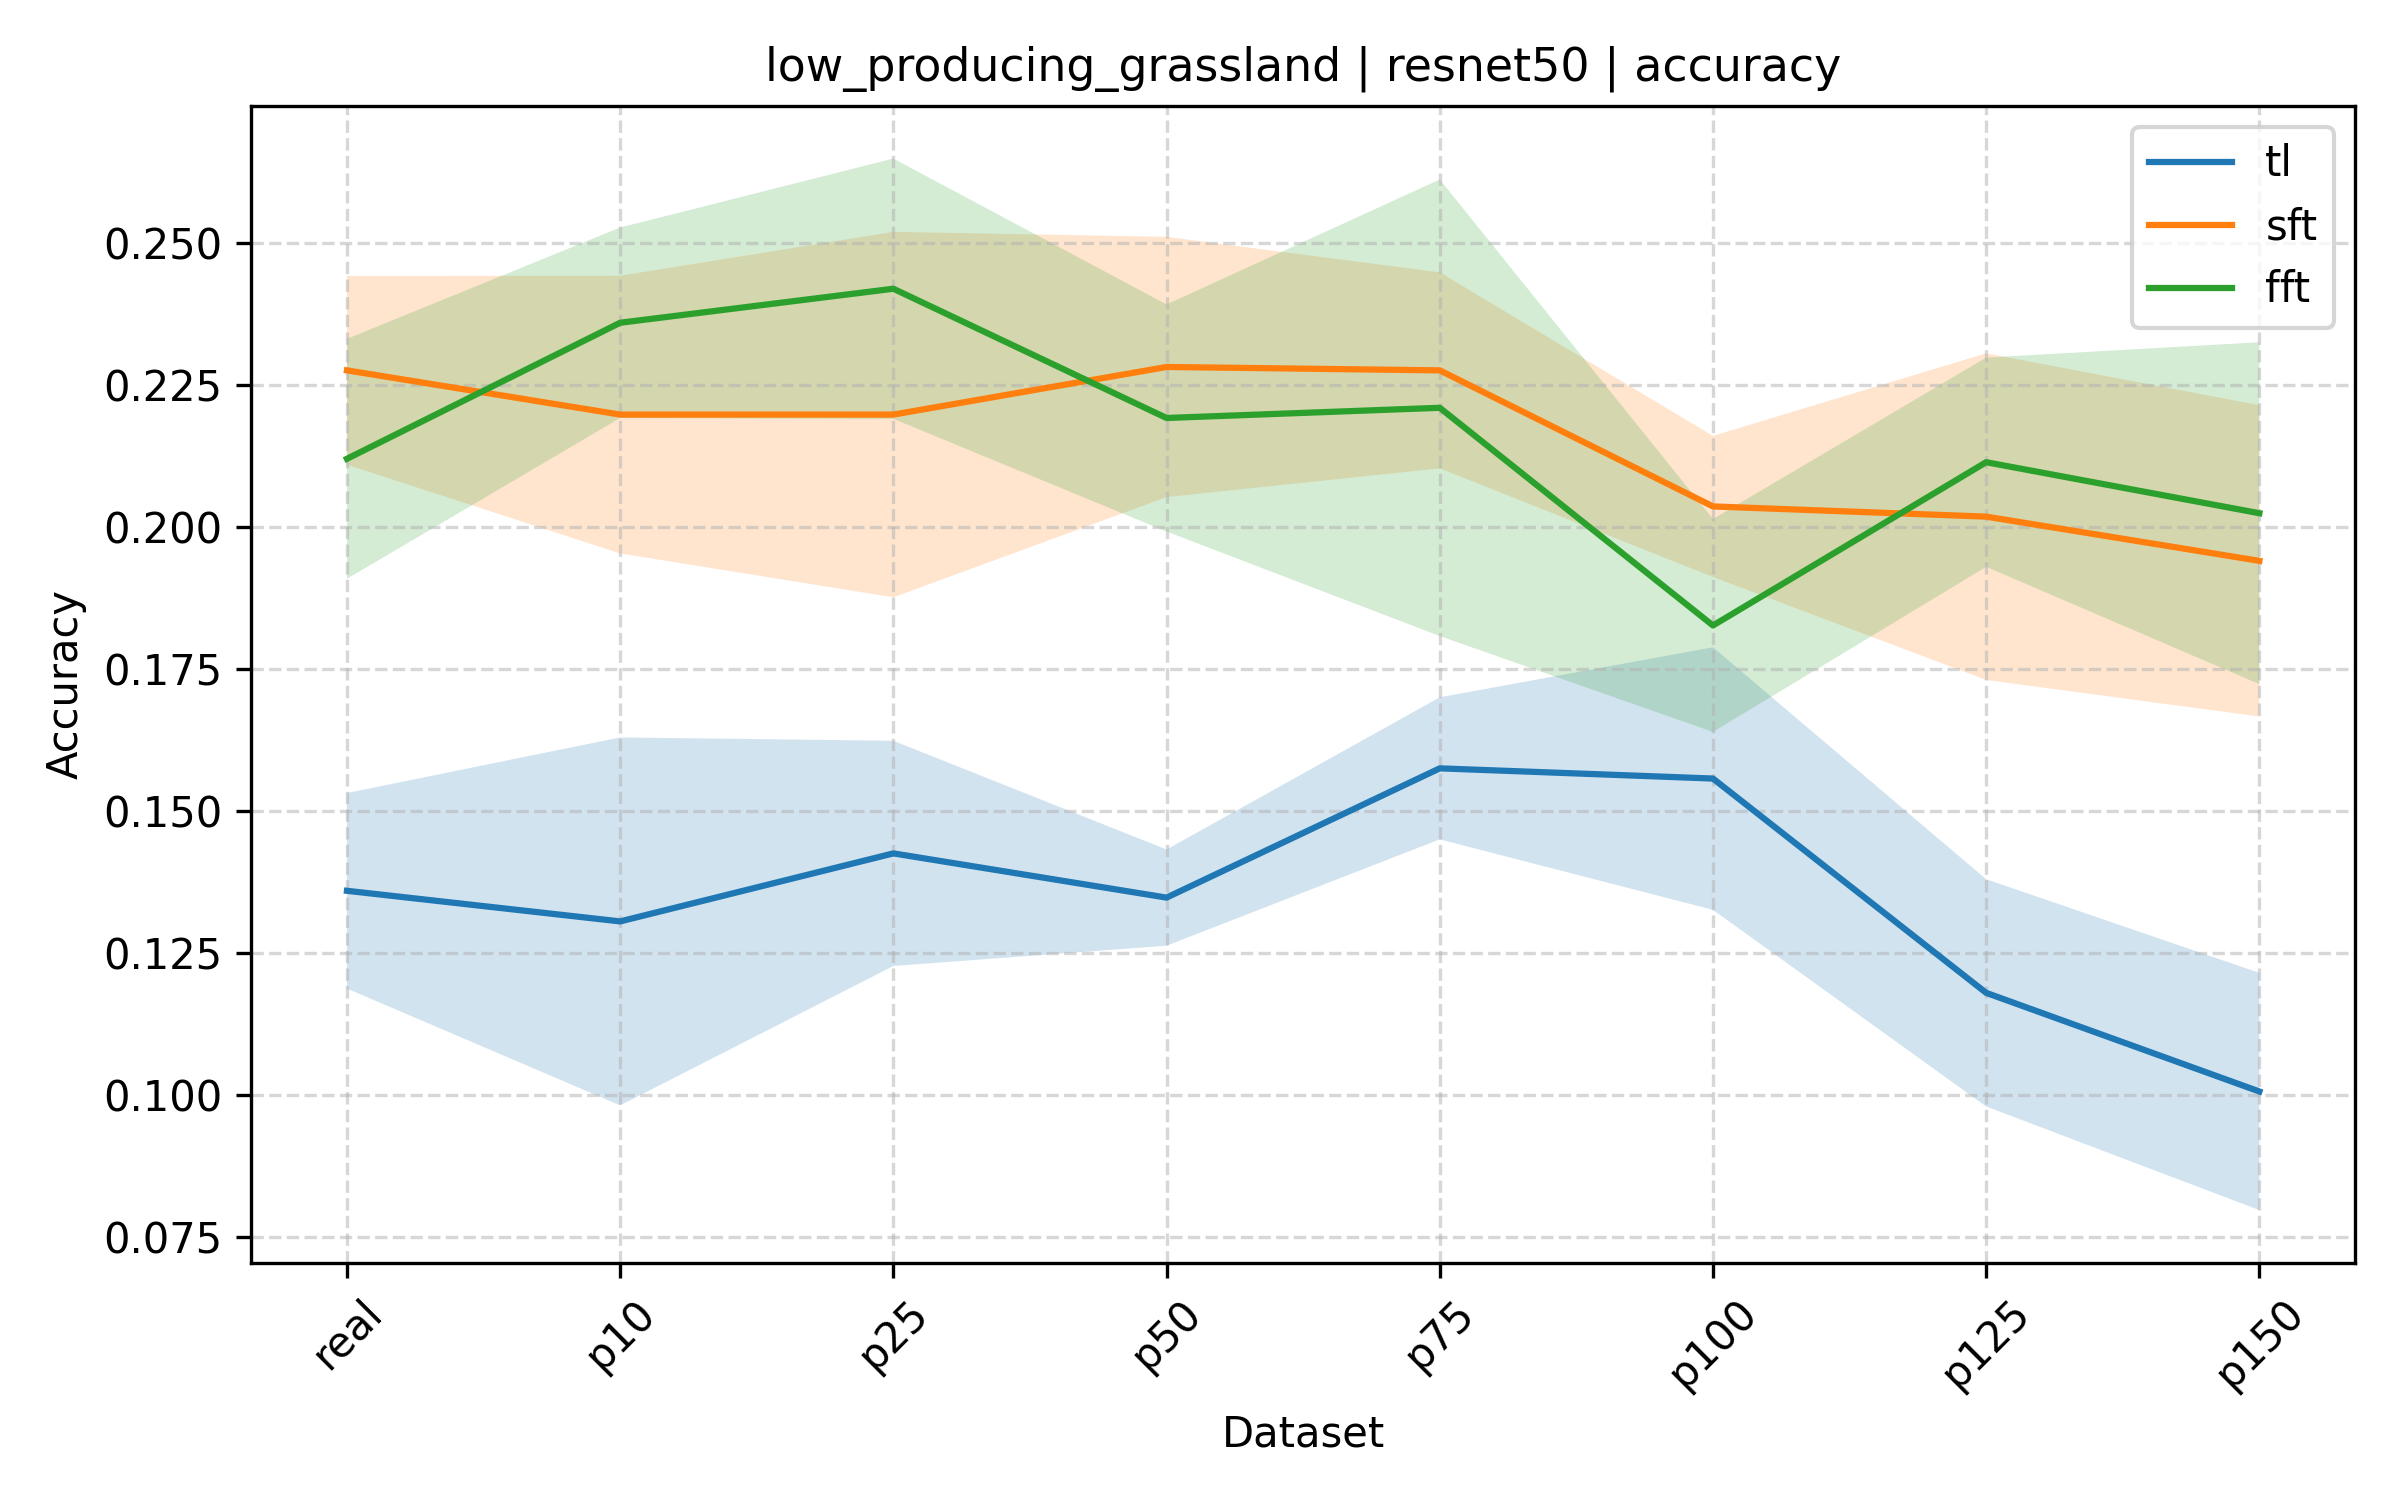 low_producing_grassland | resnet50 | accuracy
tl
sft
fft
Accuracy
0.250
0.225
0.200
0.175
0.150
0.125
0.100
0.075
real
p10
p25
p50
p75
p100
p125
p150
Dataset